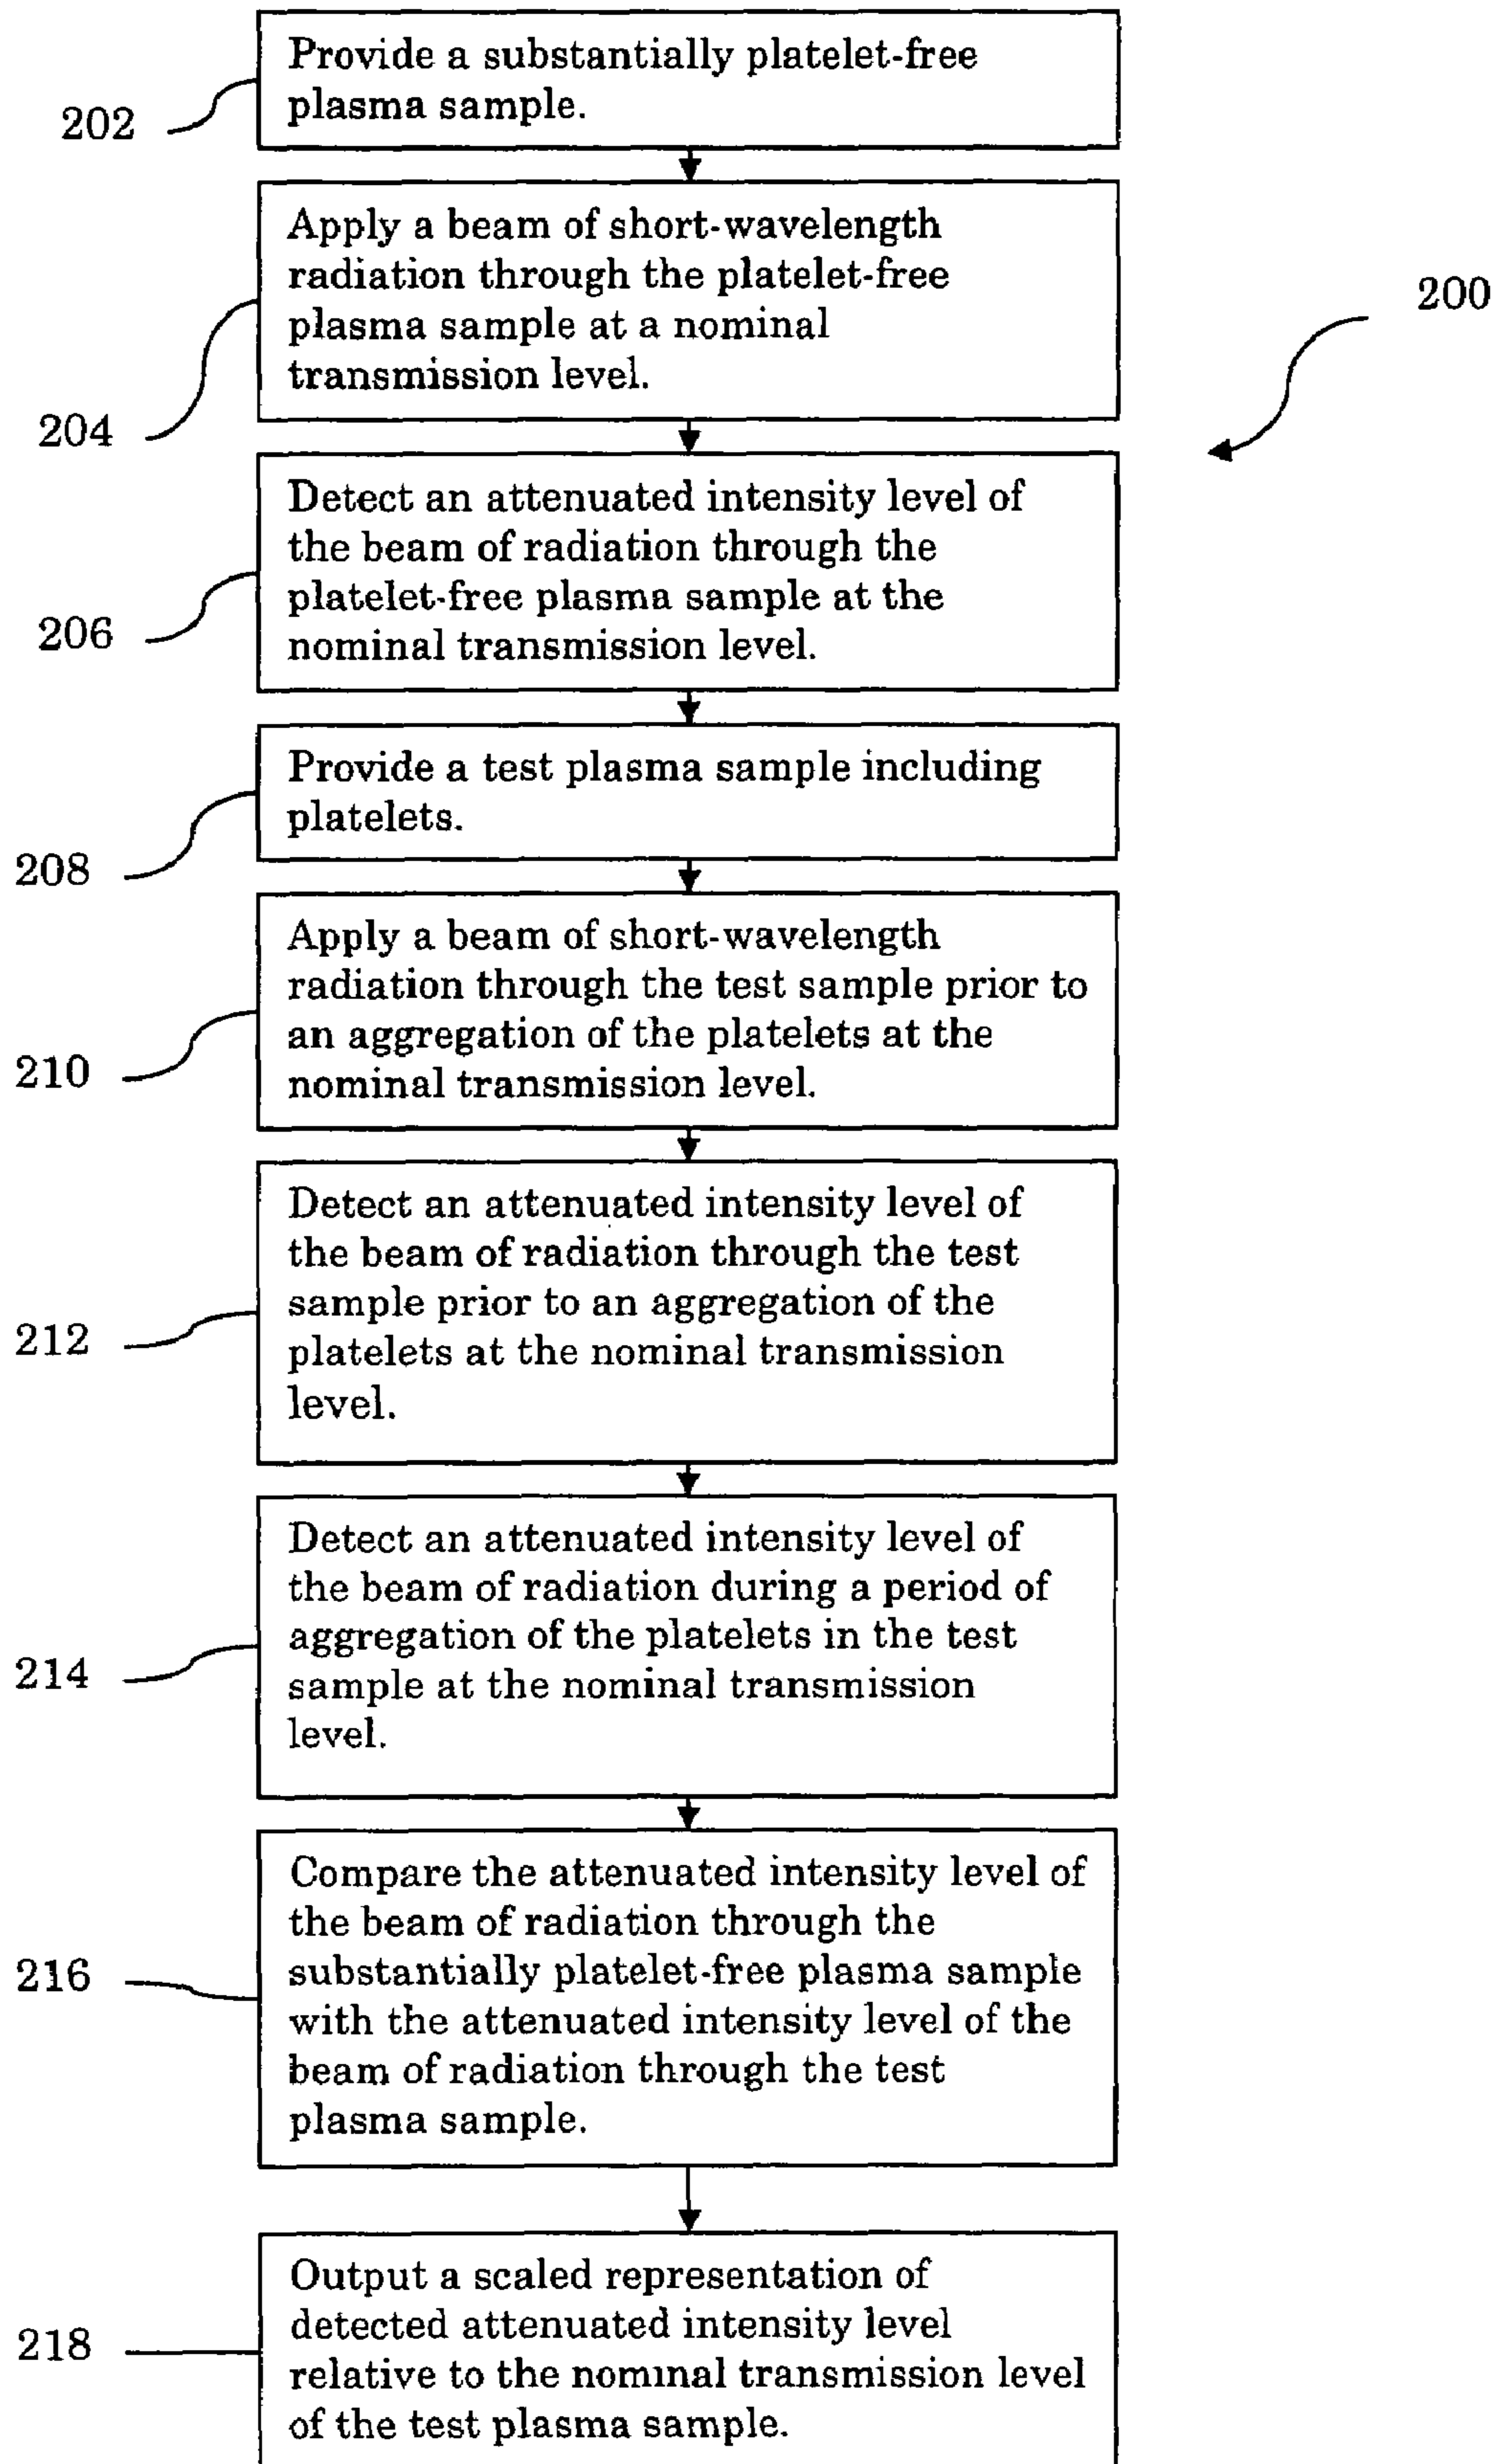 Provide a substantially platelet-free
plasma sample.
202
Apply a beam of short-wavelength
radiation through the platelet-free
plasma sample at a nominal
transmission level.
204
200
Detect an attenuated intensity level of
the beam of radiation through the
platelet-free plasma sample at the
nominal transmission level.
206
Provide a test plasma sample including
platelets.
208
Apply a beam of short-wavelength
radiation through the test sample prior to
an aggregation of the platelets at the
nominal transmission level.
210
Detect an attenuated intensity level of
the beam of radiation through the test
sample prior to an aggregation of the
platelets at the nominal transmission
level.
212
Detect an attenuated intensity level of
the beam of radiation during a period of
aggregation of the platelets in the test
sample at the nominal transmission
level.
214
Compare the attenuated intensity level of
the beam of radiation through the
substantially platelet-free plasma sample
with the attenuated intensity level of the
beam of radiation through the test
plasma sample.
216
Output a scaled representation of
detected attenuated intensity level
relative to the nominal transmission level
of the test plasma sample.
218